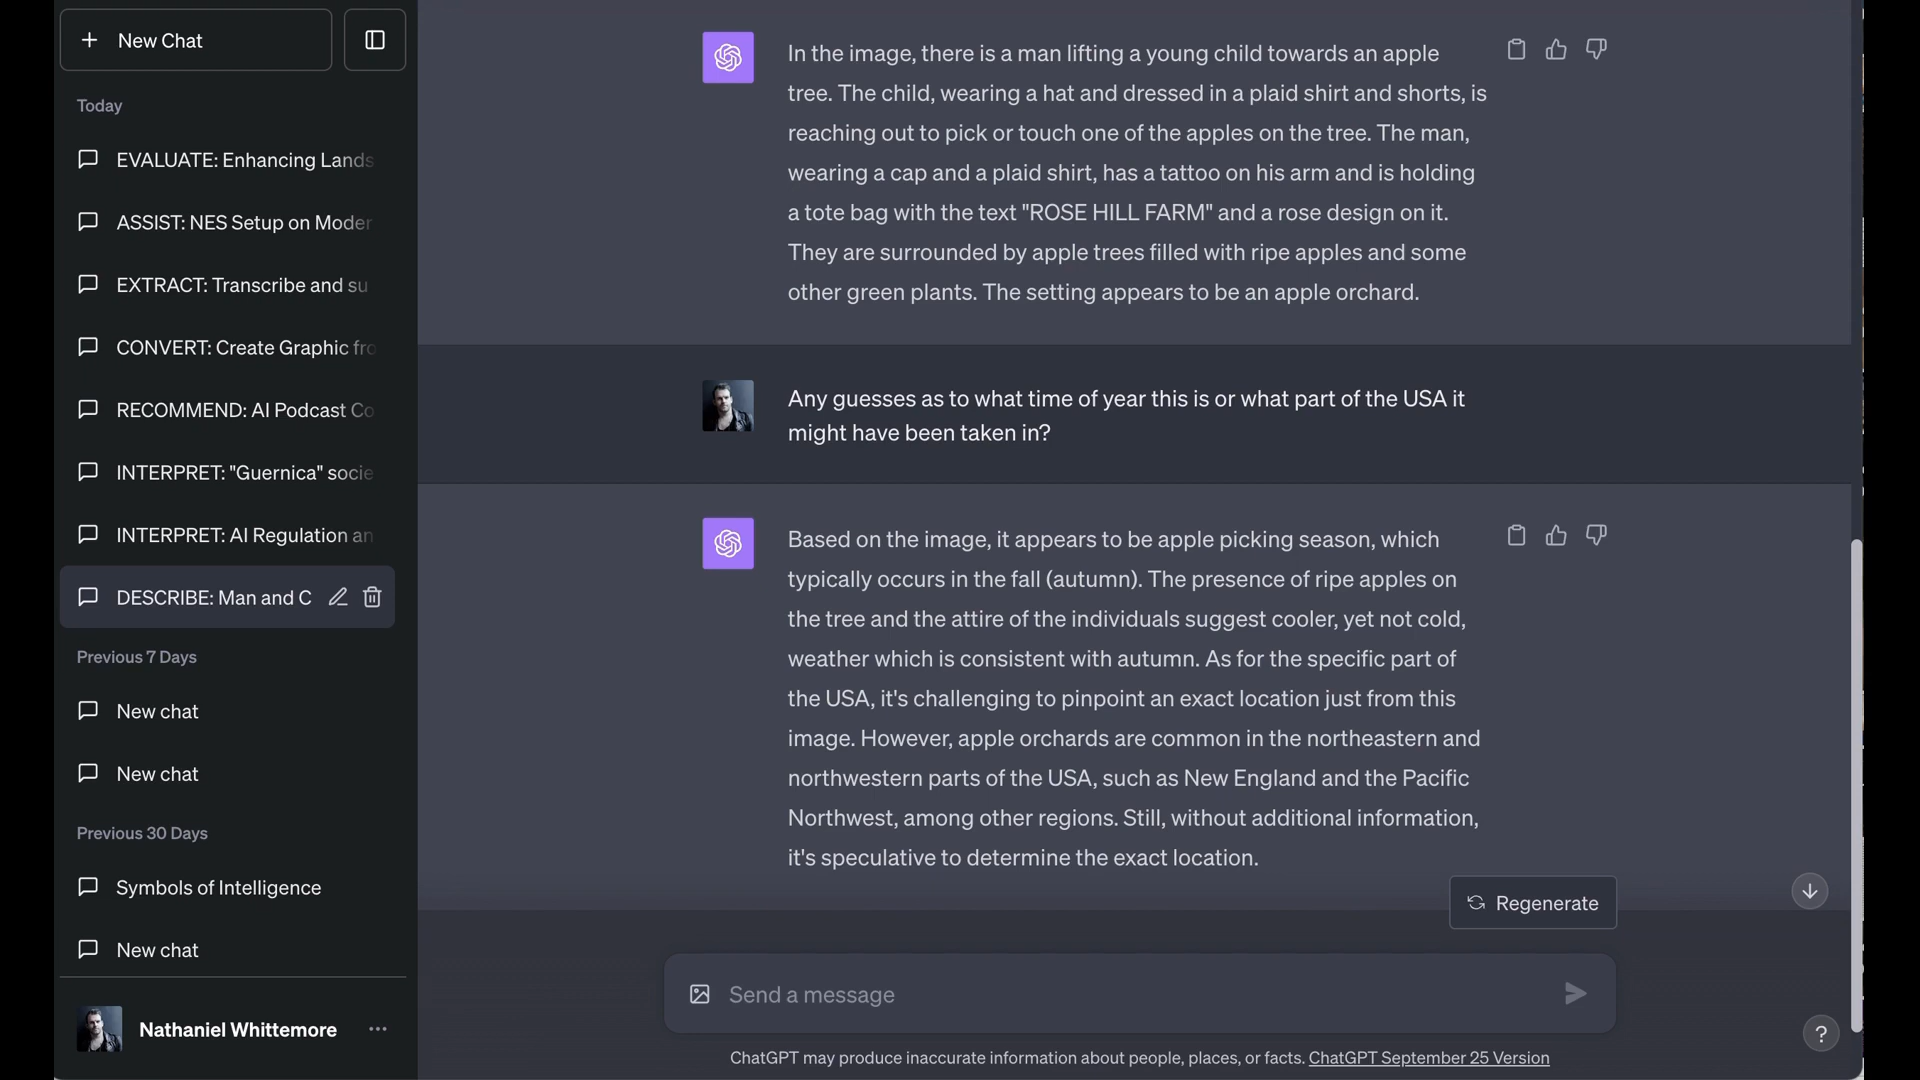 New Chat
Today
EVALUATE: Enhancing Lands
ASSIST: NES Setup on Moder
EXTRACT: Transcribe and su
CONVERT: Create Graphic fro
RECOMMEND: AI Podcast Co
INTERPRET: "Guernica" socie
INTERPRET: AI Regulation an
DESCRIBE: Man and C
Previous 7 Days
New chat
New chat
Previous 30 Days
Symbols of Intelligence
New chat
Nathaniel Whittemore
In the image, there is a man lifting a young child towards an apple
tree. The child, wearing a hat and dressed in a plaid shirt and shorts, is
reaching out to pick or touch one of the apples on the tree. The man,
wearing a cap and a plaid shirt, has a tattoo on his arm and is holding
a tote bag with the text "ROSE HILL FARM" and a rose design on it.
They are surrounded by apple trees filled with ripe apples and some
other green plants. The setting appears to be an apple orchard.
Any guesses as to what time of year this is or what part of the USA it
might have been taken in?
Based on the image, it appears to be apple picking season, which
typically occurs in the fall (autumn). The presence of ripe apples on
the tree and the attire of the individuals suggest cooler, yet not cold,
weather which is consistent with autumn. As for the specific part of
the USA, it's challenging to pinpoint an exact location just from this
image. However, apple orchards are common in the northeastern and
northwestern parts of the USA, such as New England and the Pacific
Northwest, among other regions. Still, without additional information,
it's speculative to determine the exact location.
Regenerate
Send a message
?
ChatGPT may produce inaccurate information about people, places, or facts. ChatGPT September 25 Version